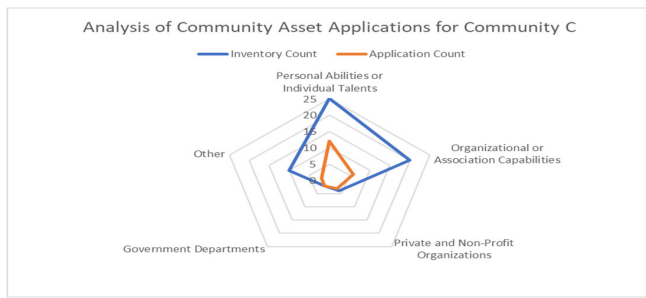 Analysis of Community Asset Applications for Community C
Inventory Count
Application Count
Personal Abilities or
Individual Talents
25
20
15
10
5
0
Organizational or
Association Capabilities
Private and Non-Profit
Organizations
Government Departments
Other